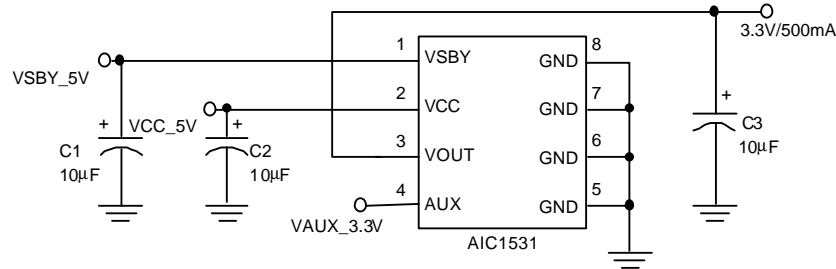 3.3V/500mA
1
VSBY
8
GND
VSBY_5V
2
VCC
7
GND
+
C1
10µF
VCC_5V
+
C2
10µF
3
VOUT
6
GND
+
C3
10µF
4
AUX
5
GND
VAUX_3.3V
AIC1531